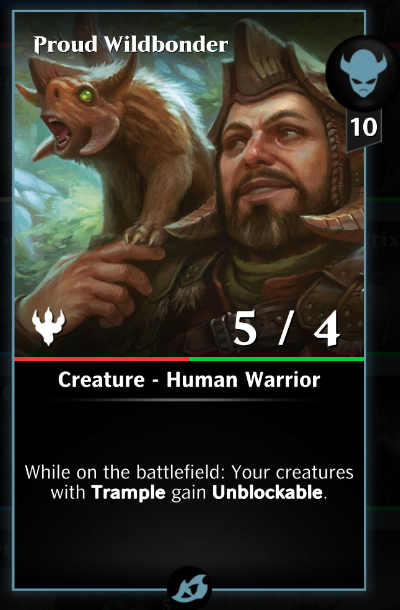 Proud Wildbonder
10
5 / 4
Creature - Human Warrior
While on the battlefield: Your creatures
with Trample gain Unblockable.